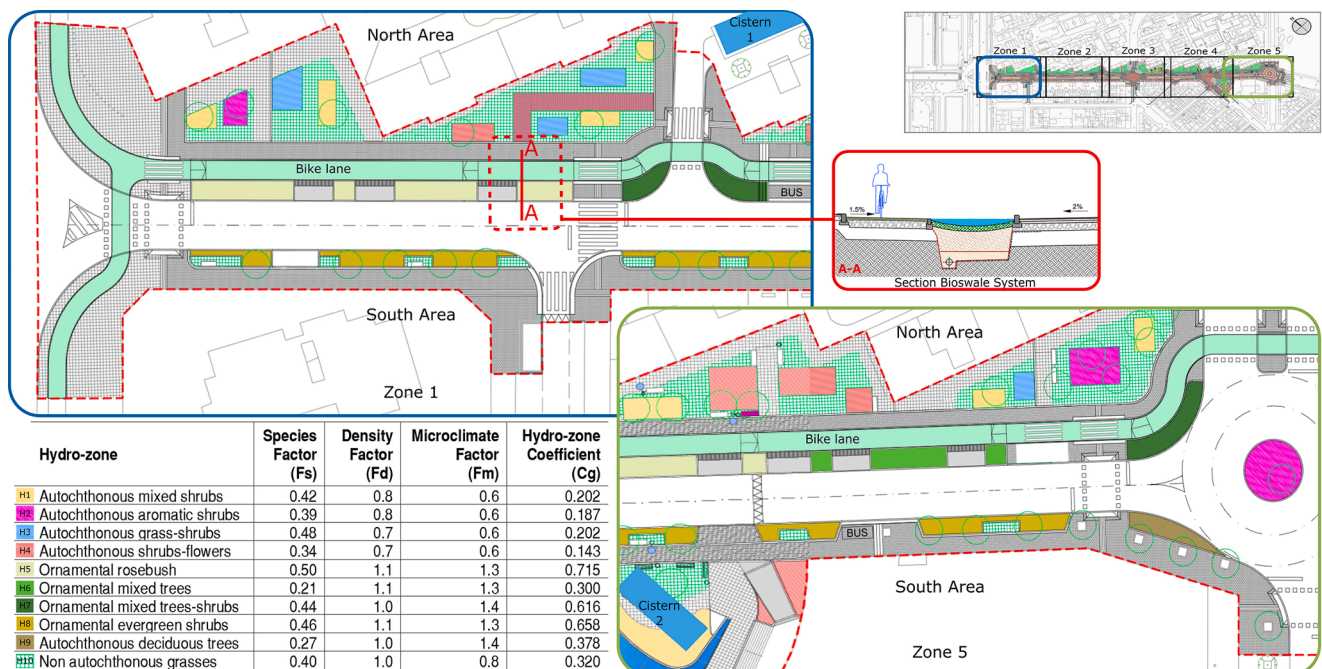 North Area
Cistern
1
Bike lane
A
A
BUS
South Area
Zone 1
Zone 1
Zone 2
Zone 3
Zone 4
Zone 5
1.5%
2%
A-A
Section Bioswale System
North Area
Bike lane
BUS
South Area
Cistern
2
Zone 5
Hydro-zone Species Factor (Fs) Density Factor (Fd) Microclimate Factor (Fm) Hydro-zone Coefficient (Cg)
H1 Autochthonous mixed shrubs 0.42 0.8 0.6 0.202
H2 Autochthonous aromatic shrubs 0.39 0.8 0.6 0.187
H3 Autochthonous grass-shrubs 0.48 0.7 0.6 0.202
H4 Autochthonous shrubs-flowers 0.34 0.7 0.6 0.143
H5 Ornamental rosebush 0.50 1.1 1.3 0.715
H6 Ornamental mixed trees 0.21 1.1 1.3 0.300
H7 Ornamental mixed trees-shrubs 0.44 1.0 1.4 0.616
H8 Ornamental evergreen shrubs 0.46 1.1 1.3 0.658
H9 Autochthonous deciduous trees 0.27 1.0 1.4 0.378
H10 Non autochthonous grasses 0.40 1.0 0.8 0.320